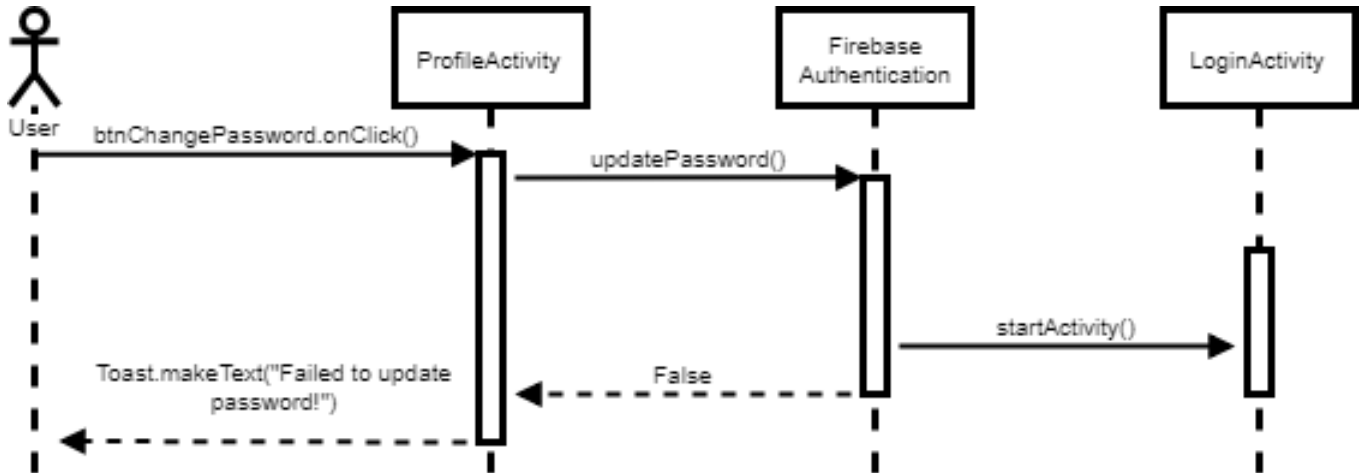 ProfileActivity
Firebase
Authentication
LoginActivity
User
btnChangePassword.onClick()
updatePassword()
startActivity()
Toast.makeText("Failed to update
password!")
False